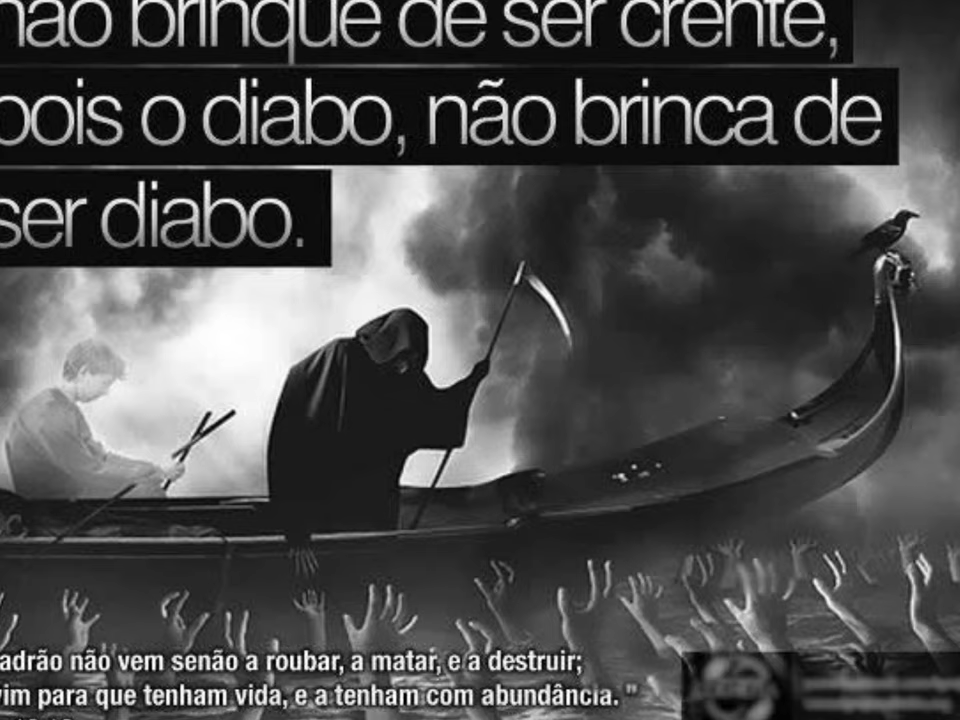 não brinque de ser crente,
pois o diabo, não brinca de
ser diabo.
adrão não vem senão a roubar, a matar, e a destruir;
vim para que tenham vida, e a tenham com abundância."